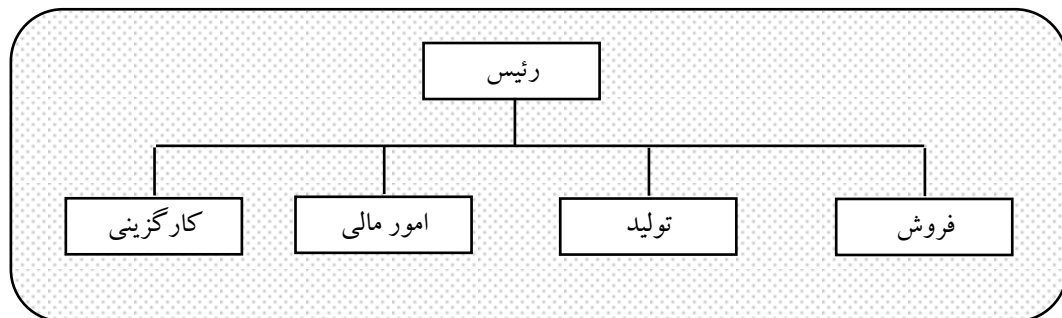 رئیس
فروش
تولید
امور مالی
کارگزینی